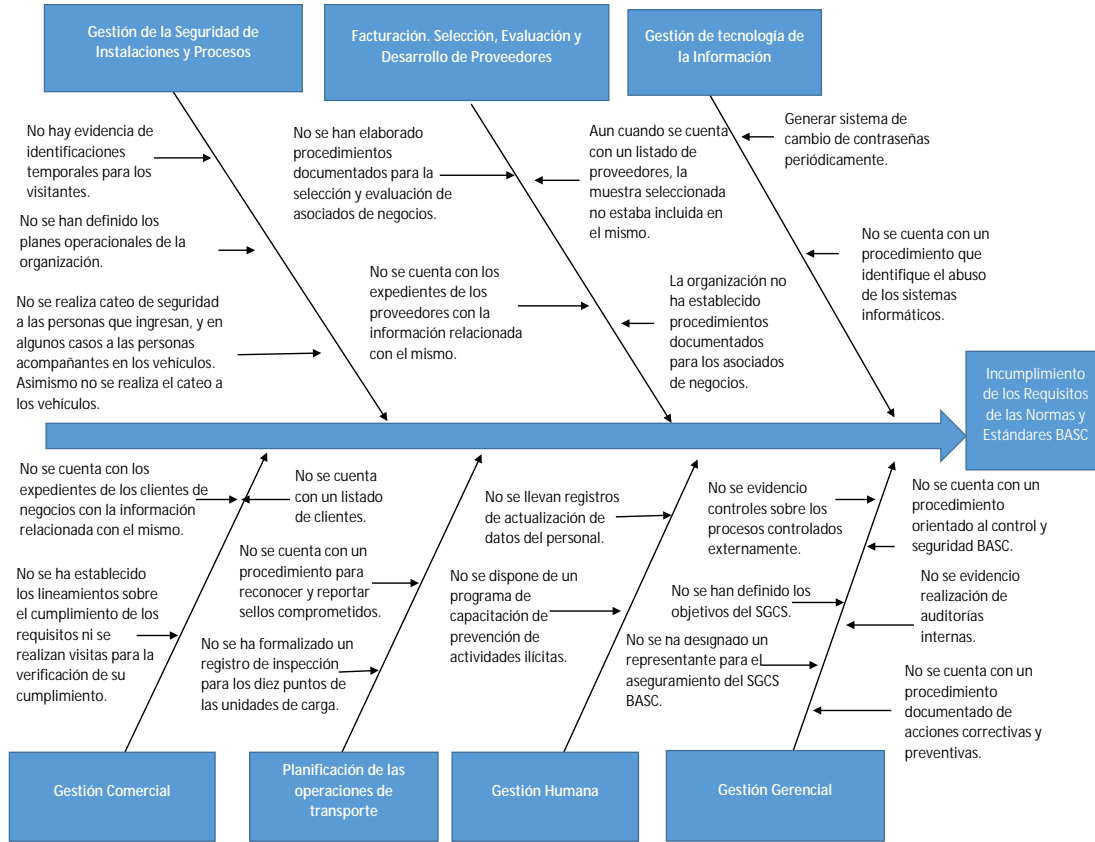 Gestión de la Seguridad de
Instalaciones y Procesos
Facturación. Selección, Evaluación y
Desarrollo de Proveedores
Gestión de tecnología de
la Información
No hay evidencia de
identificaciones
temporales para los
visitantes.
No se han definido los
planes operacionales de la
organización.
No se realiza cateo de seguridad
a las personas que ingresan, y en
algunos casos a las personas
acompañantes en los vehículos.
Asimismo no se realiza el cateo a
los vehículos.
No se han elaborado
procedimientos
documentados para la
selección y evaluación de
asociados de negocios.
Aun cuando se cuenta
con un listado de
proveedores, la
muestra seleccionada
no estaba incluida en
el mismo.
No se cuenta con los
expedientes de los
proveedores con la
información relacionada
con el mismo.
La organización no
ha establecido
procedimientos
documentados
para los asociados
de negocios.
Generar sistema de
cambio de contraseñas
periódicamente.
No se cuenta con un
procedimiento que
identifique el abuso
de los sistemas
informáticos.
Incumplimiento
de los Requisitos
de las Normas y
Estándares BASC
No se cuenta con los
expedientes de los clientes de
negocios con la información
relacionada con el mismo.
No se cuenta
con un listado
de clientes.
No se ha establecido
los lineamientos sobre
el cumplimiento de los
requisitos ni se
realizan visitas para la
verificación de su
cumplimiento.
No se cuenta con un
procedimiento para
reconocer y reportar
sellos comprometidos.
No se ha formalizado un
registro de inspección
para los diez puntos de
las unidades de carga.
No se llevan registros
de actualización de
datos del personal.
No se dispone de un
programa de
capacitación de
prevención de
actividades ilícitas.
No se evidencio
controles sobre los
procesos controlados
externamente.
No se han definido los
objetivos del SGCS.
No se ha designado un
representante para el
aseguramiento del SGCS
BASC.
No se cuenta con un
procedimiento
orientado al control y
seguridad BASC.
No se evidencio
realización de
auditorías
internas.
No se cuenta con un
procedimiento
documentado de
acciones correctivas y
preventivas.
Gestión Comercial
Planificación de las
operaciones de
transporte
Gestión Humana
Gestión Gerencial